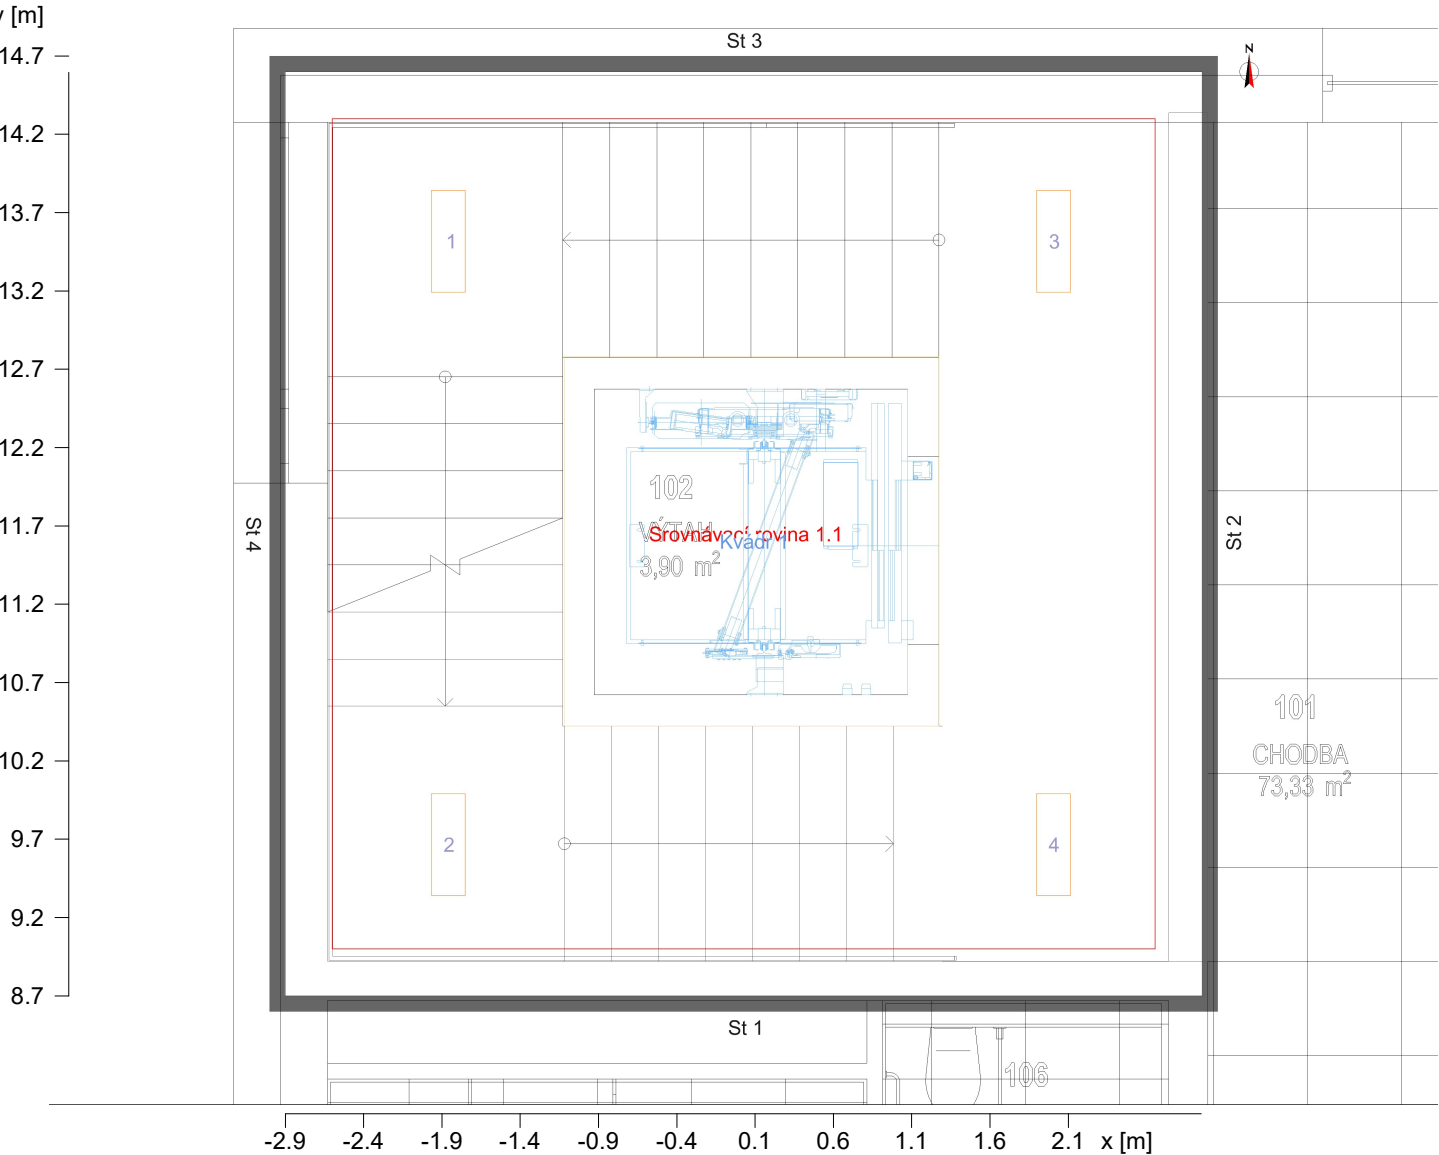 y [m]
St 3
N
14.7
14.2
13.7
13.2
12.7
12.2
11.7
11.2
10.7
10.2
9.7
9.2
8.7
1
3
102
VÝTAH
Srovnávací rovina 1.1
Kvádr 1
3,90 m²
St 4
St 2
101
CHODBA
73,33 m²
2
4
St 1
106
-2.9 -2.4 -1.9 -1.4 -0.9 -0.4 0.1 0.6 1.1 1.6 2.1 x [m]